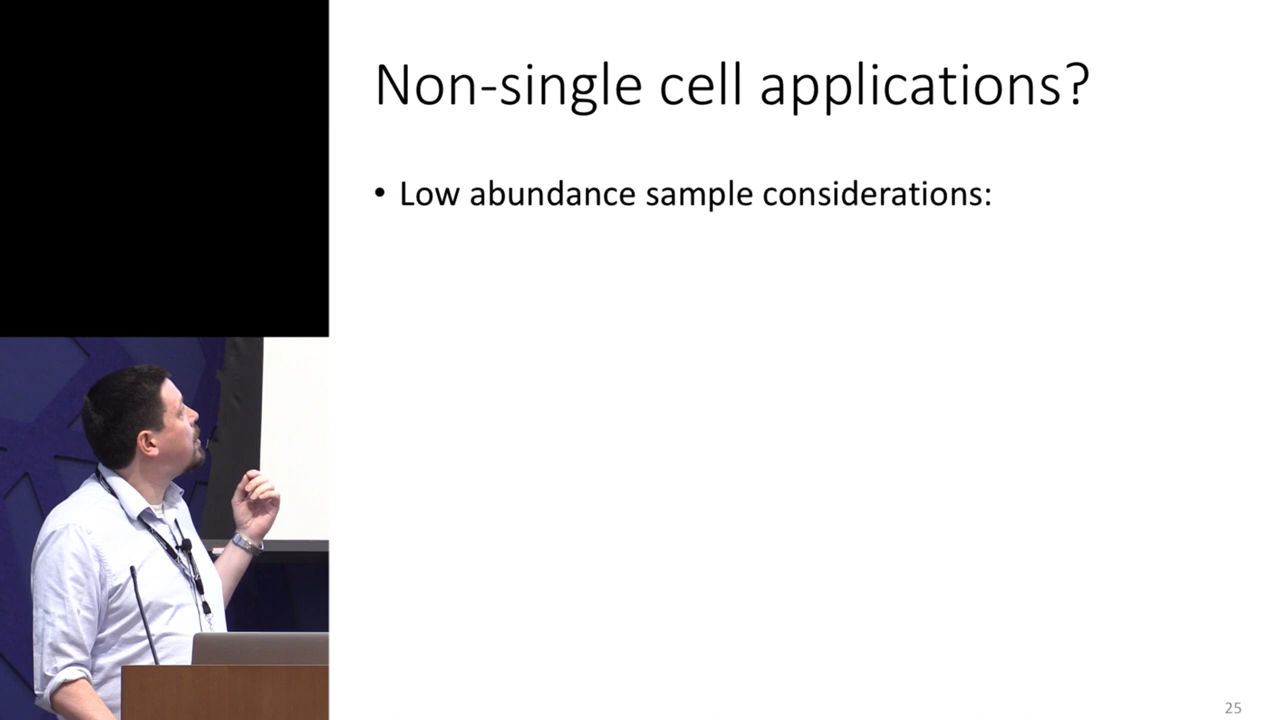 Non-single cell applications?
• Low abundance sample considerations:
25